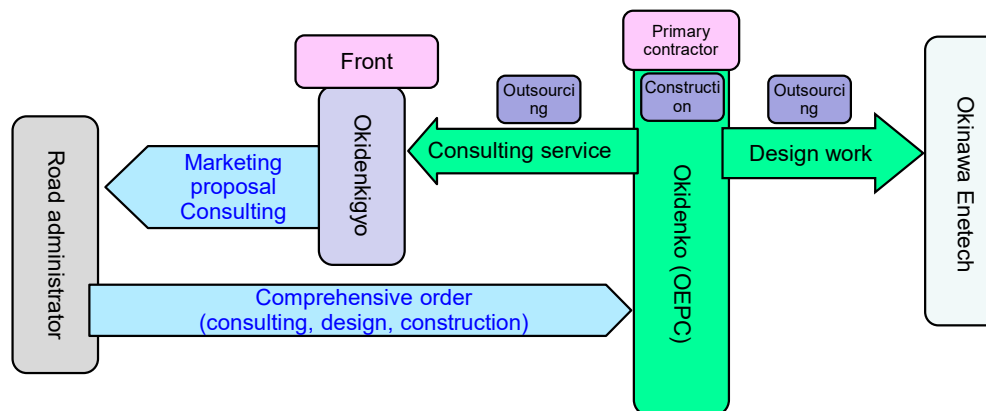 Primary
contractor
Front
Outsourci
ng
Constructi
on
Outsourci
ng
Road administrator
Marketing
proposal
Consulting
Okidenkigyo
Consulting service
Okidenko (OEPC)
Design work
Okinawa Enetech
Comprehensive order
(consulting, design, construction)